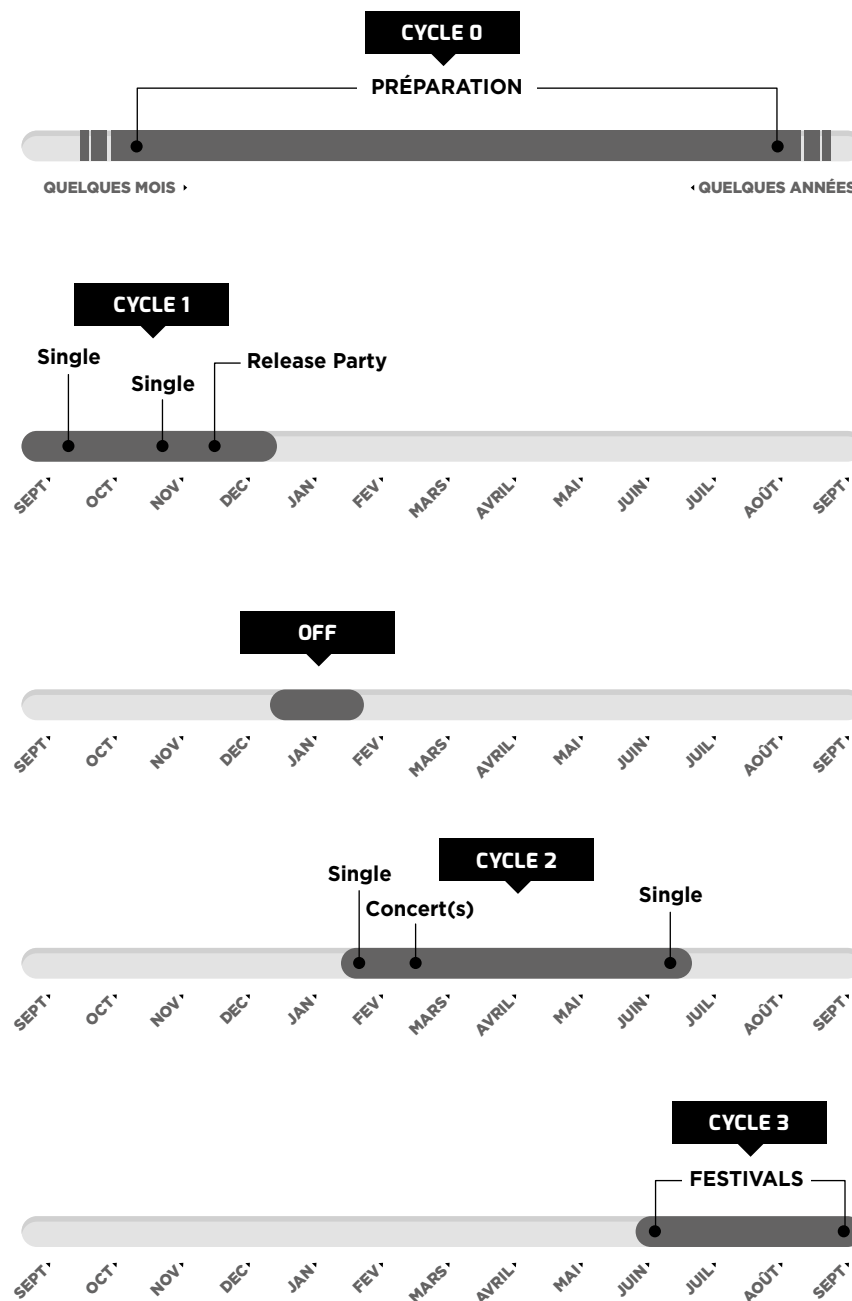 CYCLE 0
PRÉPARATION
QUELQUES MOIS
QUELQUES ANNÉES
CYCLE 1
Single
Single
Release Party
SEPT OCT NOV DEC JAN FEV MARS AVRIL MAI JUIN JUIL AOÛT SEPT
OFF
SEPT OCT NOV DEC JAN FEV MARS AVRIL MAI JUIN JUIL AOÛT SEPT
CYCLE 2
Single
Concert(s)
Single
SEPT OCT NOV DEC JAN FEV MARS AVRIL MAI JUIN JUIL AOÛT SEPT
CYCLE 3
FESTIVALS
SEPT OCT NOV DEC JAN FEV MARS AVRIL MAI JUIN JUIL AOÛT SEPT